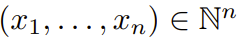 (x₁, . . . , xₙ) ∈ ℕⁿ